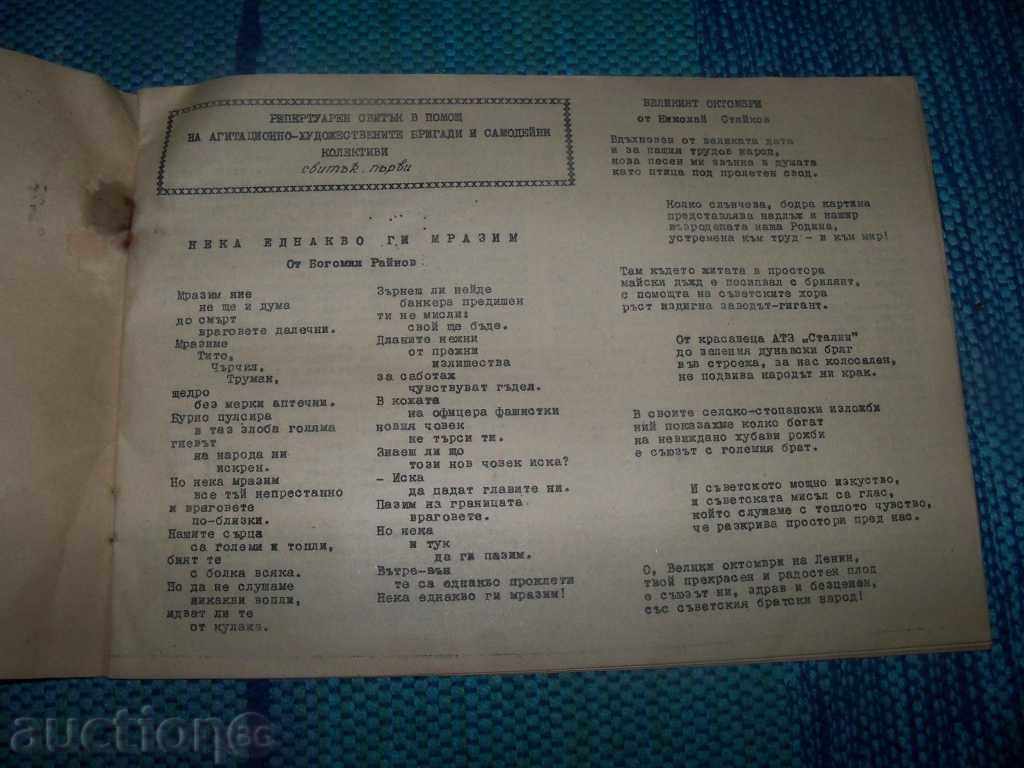 РЕПЕРТУАРЕН СВИТЪК В ПОМОЩ
НА АГИТАЦИОННО-ХУДОЖЕСТВЕНИТЕ БРИГАДИ И САМОДЕЙНИ
КОЛЕКТИВИ
свитък първи
НЕКА ЕДНАКВО ГИ МРАЗИМ
От Богомил Райнов
Мразим ние
не ще и дума
до смърт
враговете далечни.
Мразиме
Тито,
Чърчил,
Труман,
щедро
без мерки аптечни.
Бурно пулсира
в таз злоба голяма
гневът
на народа ни
искрен.
Но нека мразим
все тъй непрестанно
и враговете
по-близки.
Нашите сърца
са големи и топли,
бият те
с болка всяка.
Но да не слушаме
никакви вопли,
идват ли те
от кулака.
Зърнеш ли нейде
банкера предишен
ти не мисли:
свой ще бъде.
Дланите нежни
от прежни
излишества
за саботаж
чувствуват гъдел.
В кожата
на офицера фашистки
новия човек
не търси ти.
Знаеш ли що
този нов човек иска?
- Иска
да дадат главите ни.
Пазим на границата
враговете.
Но нека
и тук
да ги пазим.
Вътре-вън
те са еднакво проклети
Нека еднакво ги мразим!
ВЕЛИКИЯТ ОКТОМВРИ
от Николай Стайков
Вдъхновен от великата дата
и за нашия трудов народ,
нова песен ми звънна в душата
като птица под пролетен свод.
Колко слънчева, бодра картина
представлява надлъж и нашир
възродената наша Родина,
устремена към труд - в към мир!
Там където житата в простора
майски дъжд е посипвал с брилянт,
с помощта на съветските хора
ръст издигна заводът-гигант.
От красавеца АТЗ „Сталин"
до зеления дунавски бряг
във строежа, за нас колосален,
не подвива народът ни крак.
В своите селско-стопански изложби
ний показахме колко богат
на невиждано хубави рожби
е съюзът с големия брат.
И съветското мощно изкуство,
и съветската мисъл са глас,
който слушаме с топлото чувство,
че разкрива простори пред нас.
О, Велики октомври на Ленин,
твой прекрасен и радостен плод
е съюзът ни, здрав и безценен,
със съветския братски народ!
auction.bg